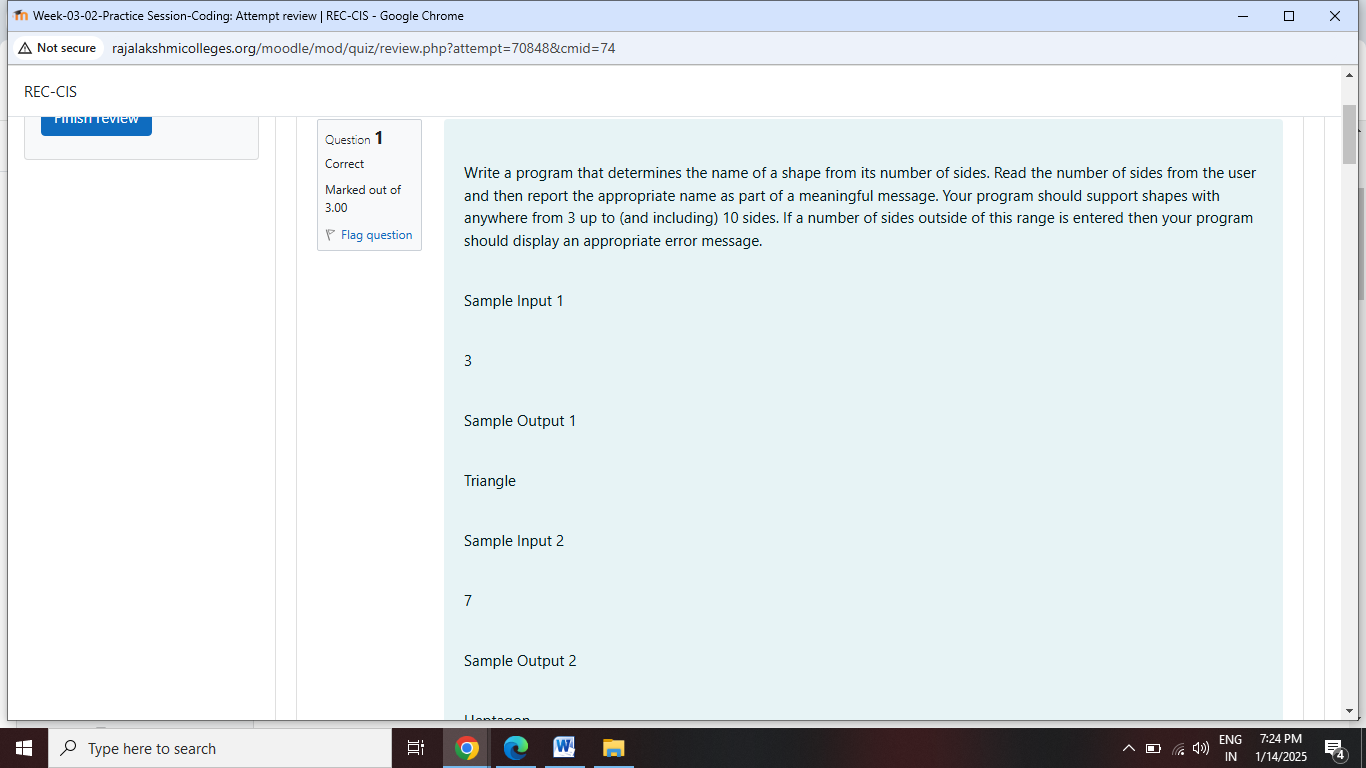 Week-03-02-Practice Session-Coding: Attempt review | REC-CIS - Google Chrome
Not secure rajalakshmicolleges.org/moodle/mod/quiz/review.php?attempt=70848&cmid=74
REC-CIS
Finish review
Question 1
Correct
Marked out of
3.00
Flag question
Write a program that determines the name of a shape from its number of sides. Read the number of sides from the user
and then report the appropriate name as part of a meaningful message. Your program should support shapes with
anywhere from 3 up to (and including) 10 sides. If a number of sides outside of this range is entered then your program
should display an appropriate error message.
Sample Input 1
3
Sample Output 1
Triangle
Sample Input 2
7
Sample Output 2
Heptagon
Type here to search
W
ENG
IN
7:24 PM
1/14/2025
4